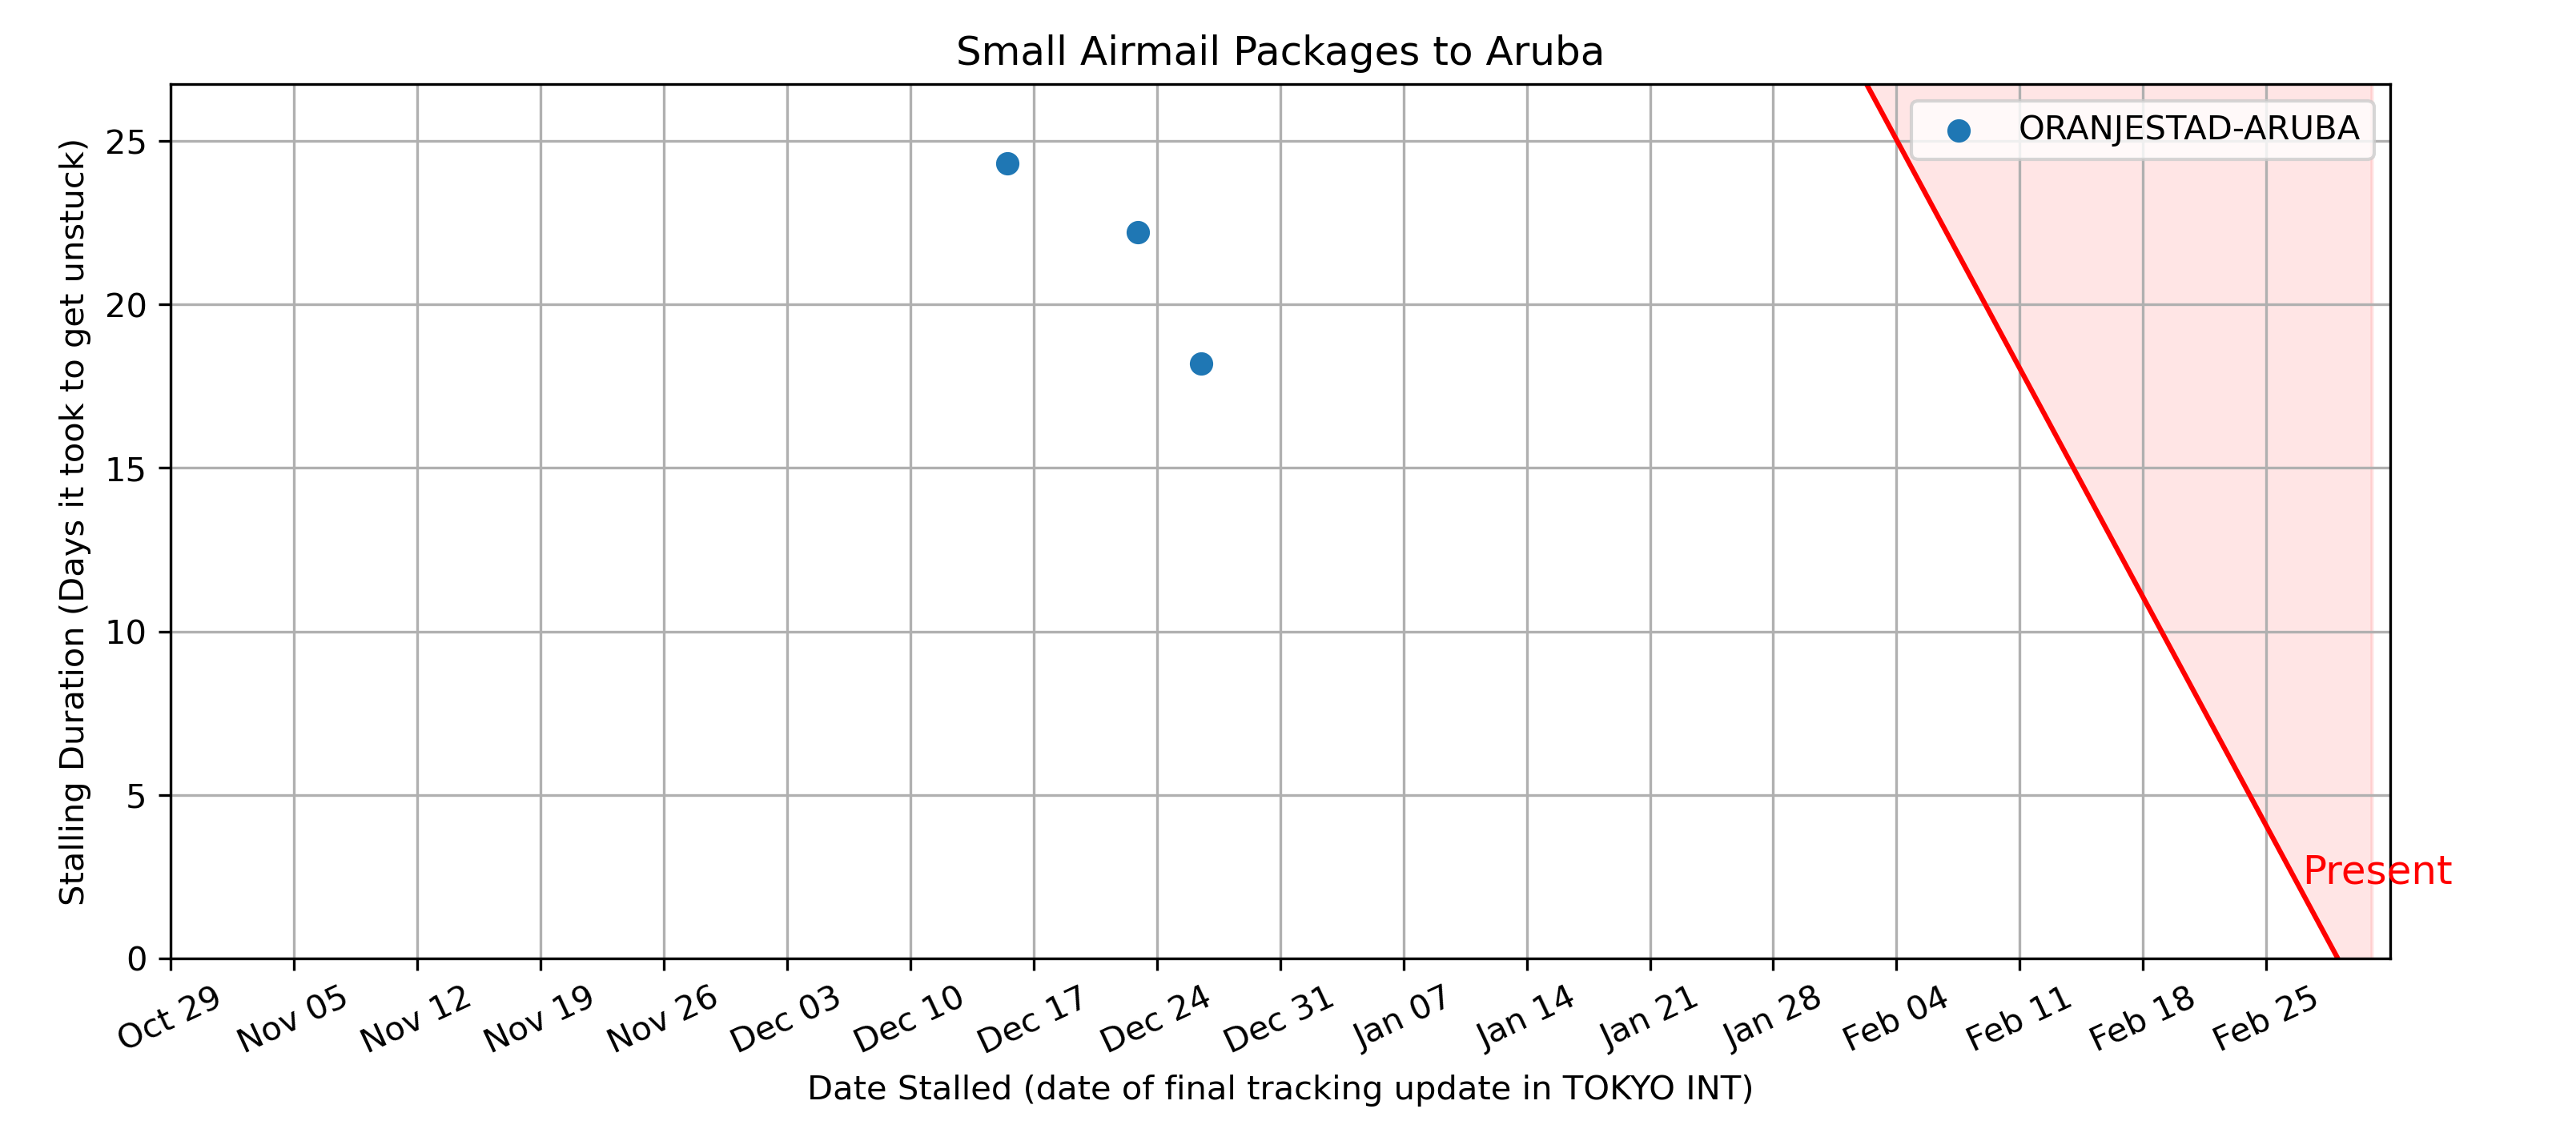 Small Airmail Packages to Aruba
ORANJESTAD-ARUBA
Stalling Duration (Days it took to get unstuck)
25
20
15
10
5
0
Present
Oct 29
Nov 05
Nov 12
Nov 19
Nov 26
Dec 03
Dec 10
Dec 17
Dec 24
Dec 31
Jan 07
Jan 14
Jan 21
Jan 28
Feb 04
Feb 11
Feb 18
Feb 25
Date Stalled (date of final tracking update in TOKYO INT)